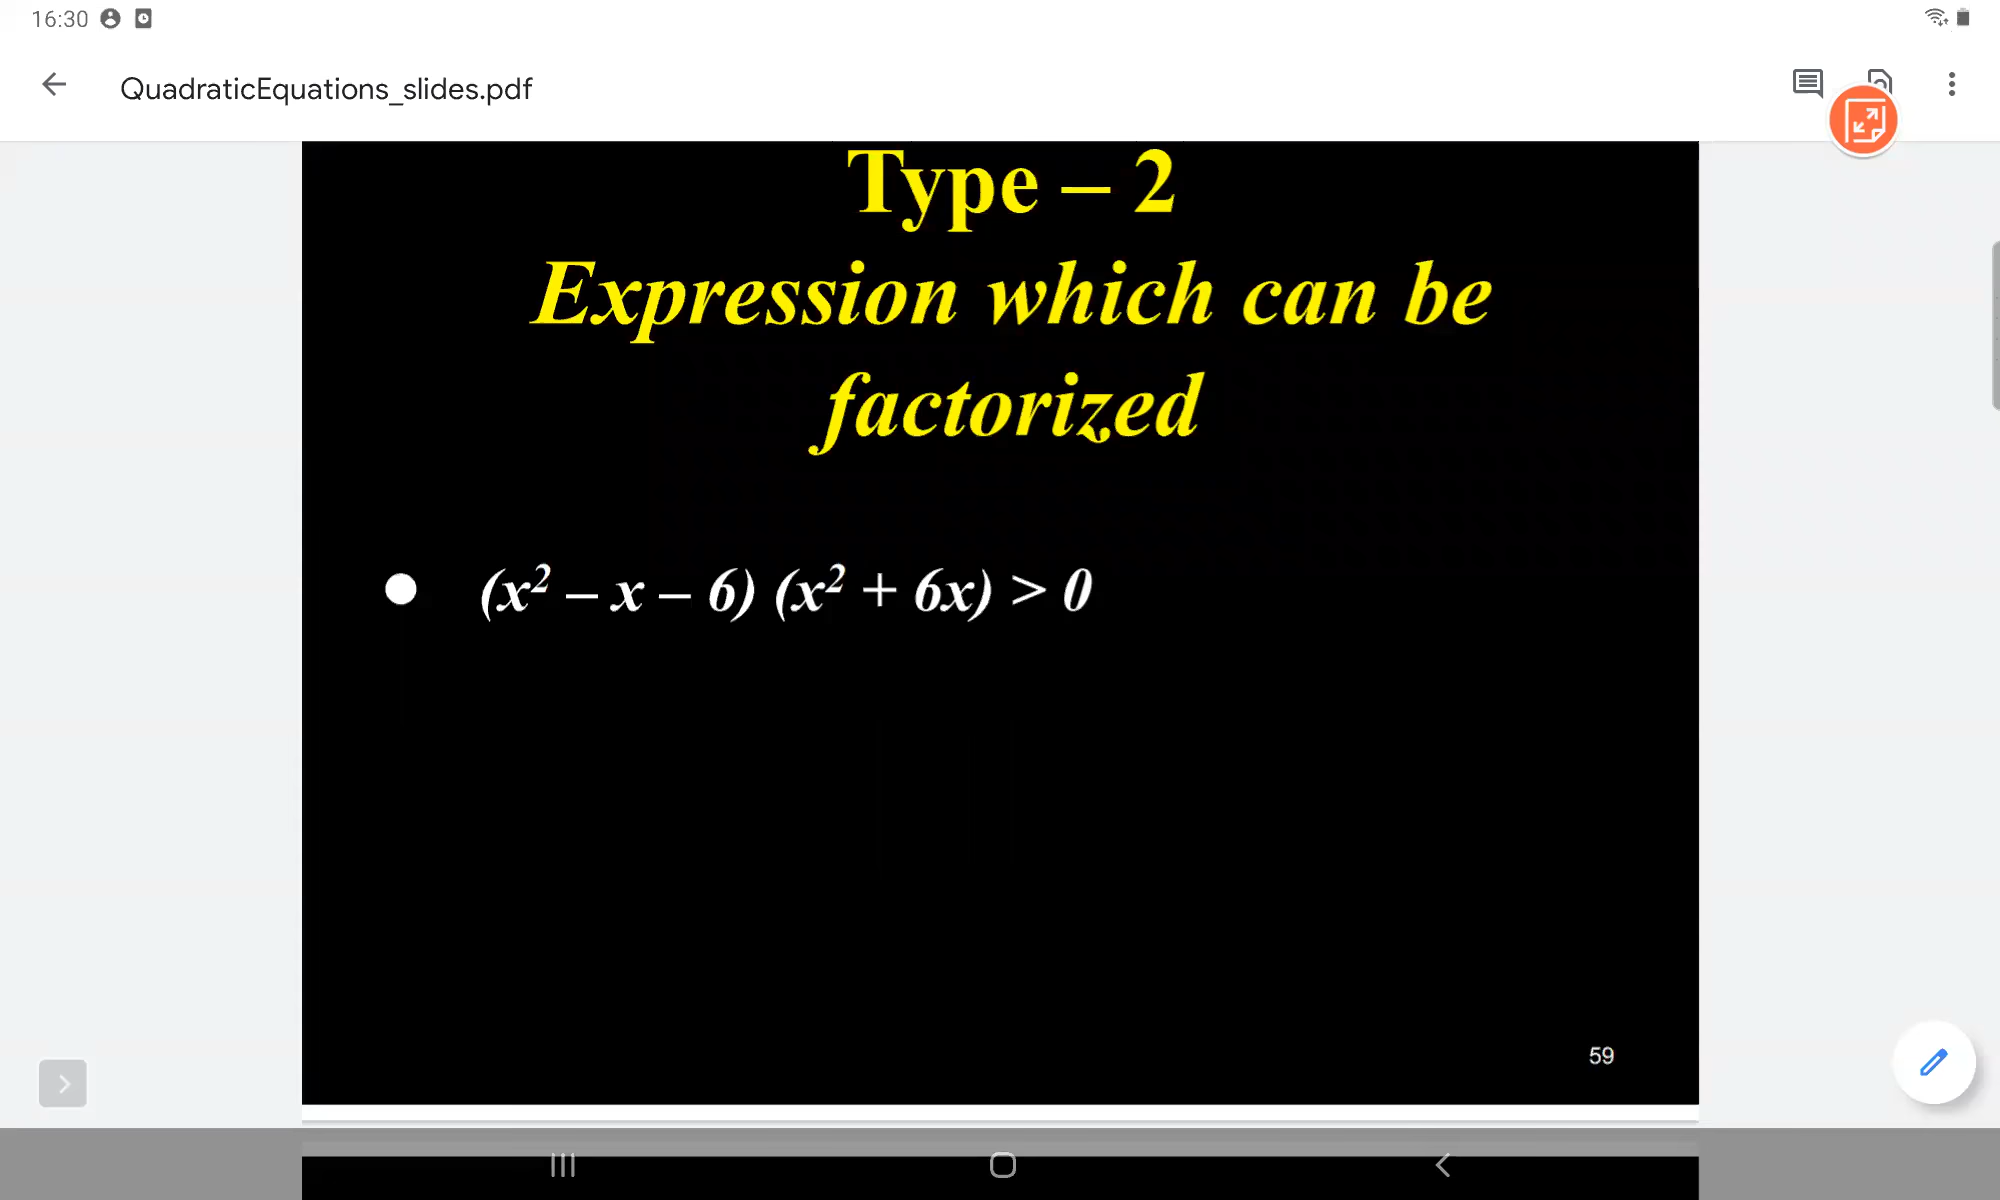 16:30
QuadraticEquations_slides.pdf
Type – 2
Expression which can be
factorized
● (x² – x – 6) (x² + 6x) > 0
59